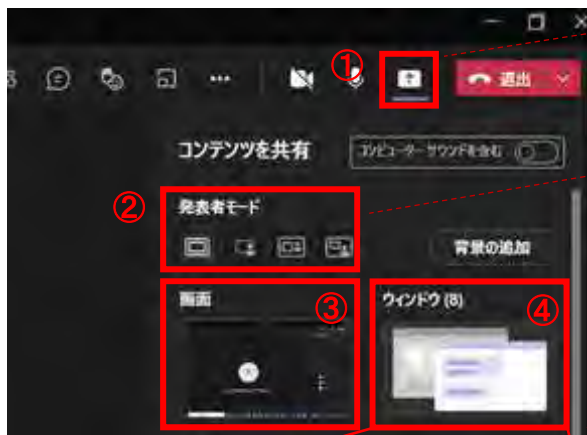 ①
退出
コンテンツを共有
コンピューター サウンドを含む
②
発表者モード
背景の追加
画面
③
ウィンドウ (8)
④